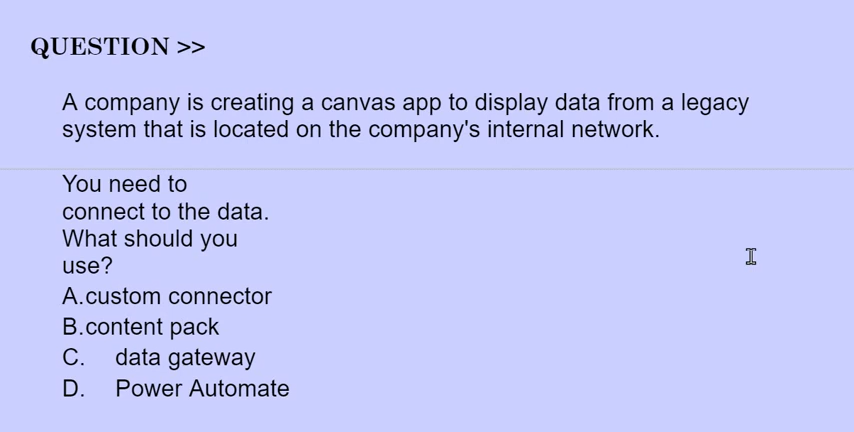 QUESTION >>
A company is creating a canvas app to display data from a legacy
system that is located on the company's internal network.
You need to
connect to the data.
What should you
use?
A.custom connector
B.content pack
C. data gateway
D. Power Automate